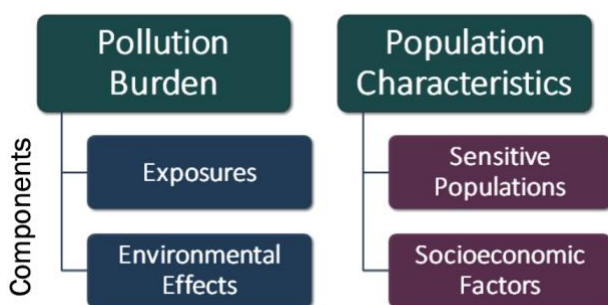 Pollution
Burden
Population
Characteristics
Components
Exposures
Sensitive
Populations
Environmental
Effects
Socioeconomic
Factors